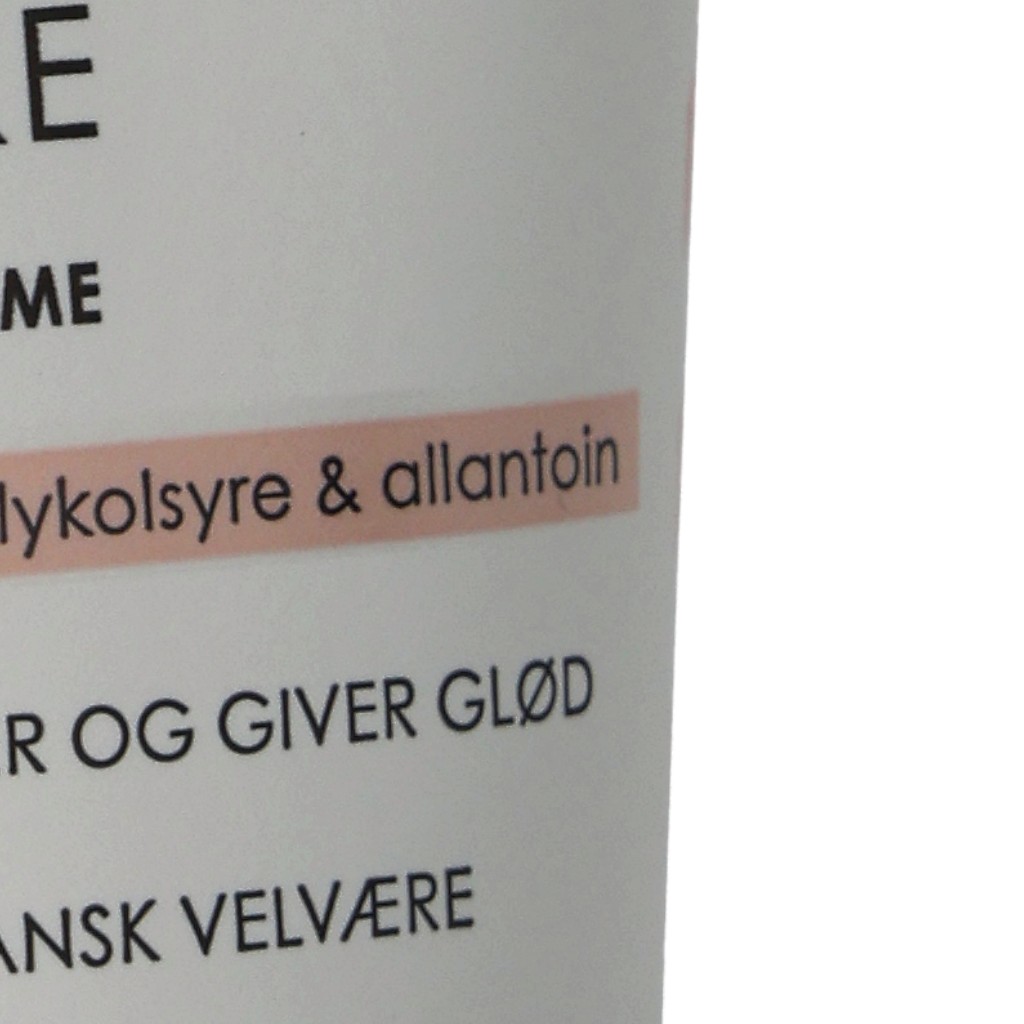 E
ME
lykolsyre & allantoin
R OG GIVER GLØD
ANSK VELVÆRE